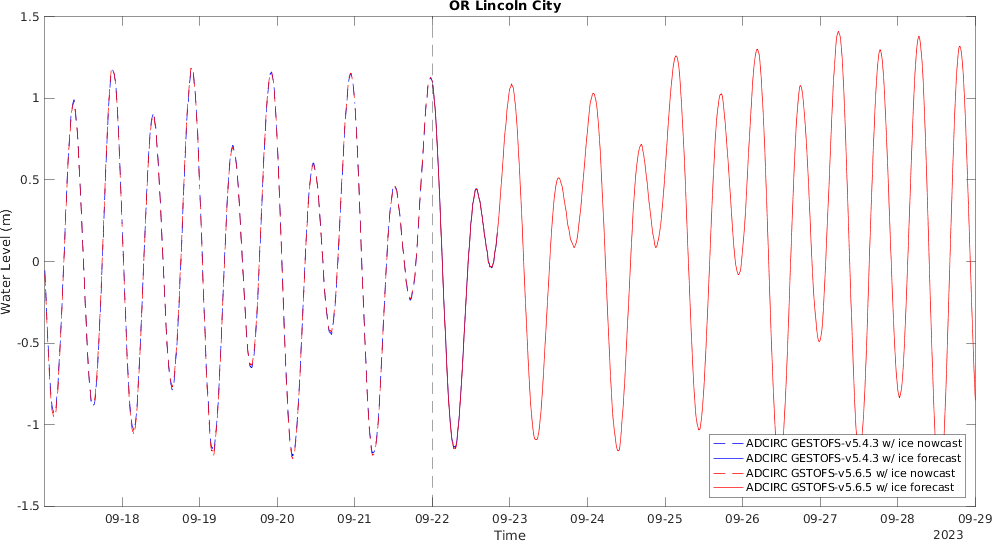 OR Lincoln City
1.5
1
0.5
0
-0.5
-1
-1.5
Water Level (m)
09-18 09-19 09-20 09-21 09-22 09-23 09-24 09-25 09-26 09-27 09-28 09-29
Time
2023
ADCIRC GESTOFS-v5.4.3 w/ ice nowcast
ADCIRC GESTOFS-v5.4.3 w/ ice forecast
ADCIRC GSTOFS-v5.6.5 w/ ice nowcast
ADCIRC GSTOFS-v5.6.5 w/ ice forecast